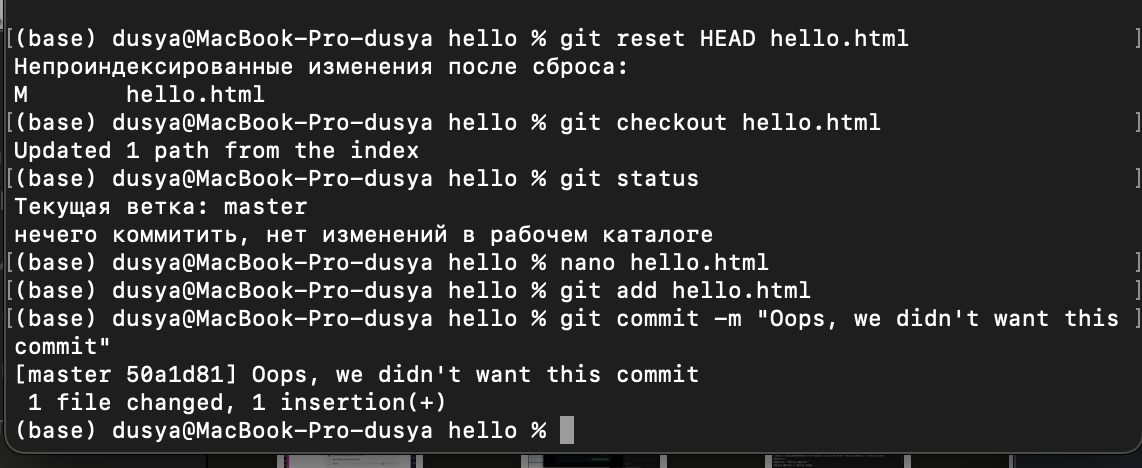 [(base) dusya@MacBook-Pro-dusya hello % git reset HEAD hello.html ]
Непроиндексированные изменения после сброса:
M       hello.html
[(base) dusya@MacBook-Pro-dusya hello % git checkout hello.html ]
Updated 1 path from the index
[(base) dusya@MacBook-Pro-dusya hello % git status ]
Текущая ветка: master
нечего коммитить, нет изменений в рабочем каталоге
[(base) dusya@MacBook-Pro-dusya hello % nano hello.html ]
[(base) dusya@MacBook-Pro-dusya hello % git add hello.html ]
[(base) dusya@MacBook-Pro-dusya hello % git commit -m "Oops, we didn't want this ]
commit"
[master 50a1d81] Oops, we didn't want this commit
 1 file changed, 1 insertion(+)
(base) dusya@MacBook-Pro-dusya hello %